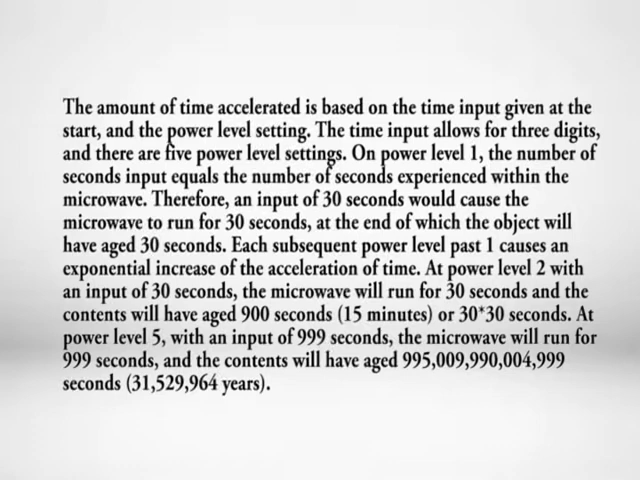 The amount of time accelerated is based on the time input given at the
start, and the power level setting. The time input allows for three digits,
and there are five power level settings. On power level 1, the number of
seconds input equals the number of seconds experienced within the
microwave. Therefore, an input of 30 seconds would cause the
microwave to run for 30 seconds, at the end of which the object will
have aged 30 seconds. Each subsequent power level past 1 causes an
exponential increase of the acceleration of time. At power level 2 with
an input of 30 seconds, the microwave will run for 30 seconds and the
contents will have aged 900 seconds (15 minutes) or 30*30 seconds. At
power level 5, with an input of 999 seconds, the microwave will run for
999 seconds, and the contents will have aged 995,009,990,004,999
seconds (31,529,964 years).